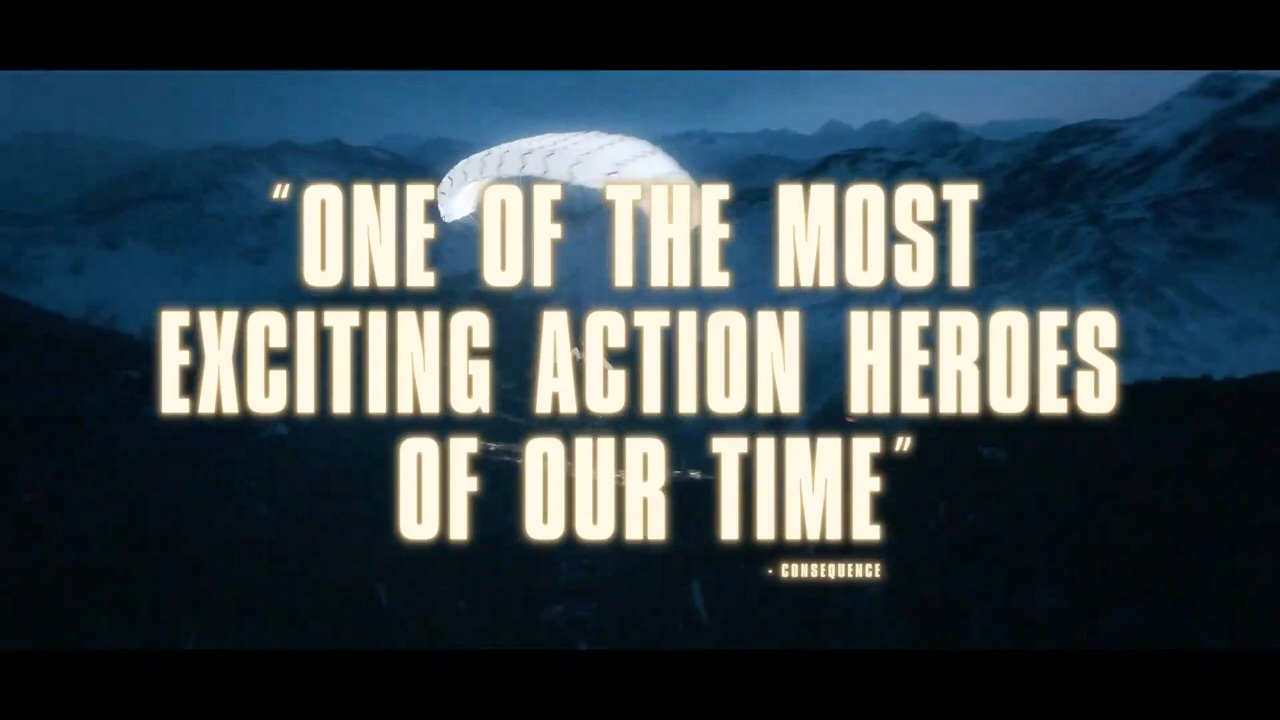 “ONE OF THE MOST
EXCITING ACTION HEROES
OF OUR TIME”
- CONSEQUENCE